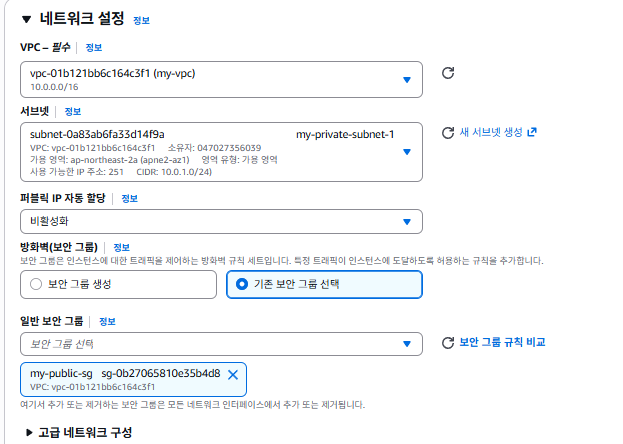 ▼ 네트워크 설정 정보
VPC – 필수 | 정보
vpc-01b121bb6c164c3f1 (my-vpc)
10.0.0.0/16
서브넷 | 정보
subnet-0a83ab6fa33d14f9a my-private-subnet-1
VPC: vpc-01b121bb6c164c3f1 소유자: 047027356039
가용 영역: ap-northeast-2a (apne2-az1) 영역 유형: 가용 영역
사용 가능한 IP 주소: 251 CIDR: 10.0.1.0/24)
새 서브넷 생성
퍼블릭 IP 자동 할당 | 정보
비활성화
방화벽(보안 그룹) | 정보
보안 그룹은 인스턴스에 대한 트래픽을 제어하는 방화벽 규칙 세트입니다. 특정 트래픽이 인스턴스에 도달하도록 허용하는 규칙을 추가합니다.
보안 그룹 생성
기존 보안 그룹 선택
일반 보안 그룹 | 정보
보안 그룹 선택
보안 그룹 규칙 비교
my-public-sg sg-0b27065810e35b4d8
VPC: vpc-01b121bb6c164c3f1
여기서 추가 또는 제거하는 보안 그룹은 모든 네트워크 인터페이스에서 추가 또는 제거됩니다.
▶ 고급 네트워크 구성